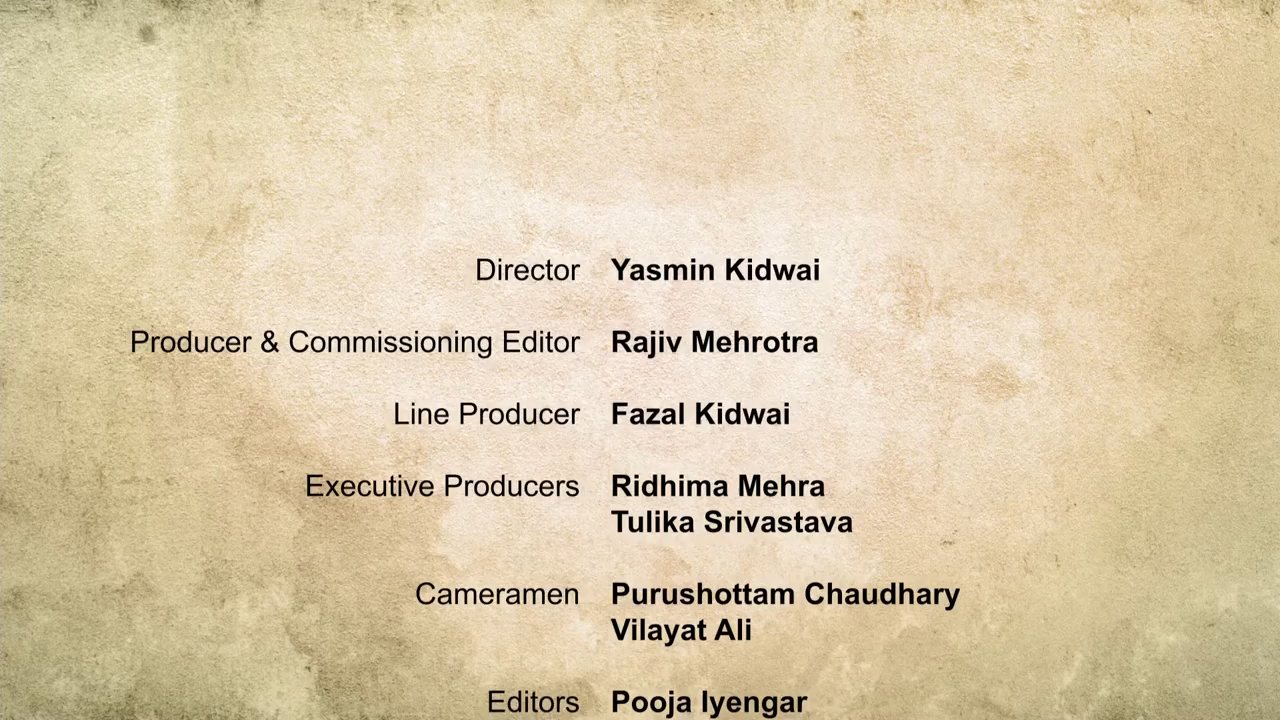 Director Yasmin Kidwai
Producer & Commissioning Editor Rajiv Mehrotra
Line Producer Fazal Kidwai
Executive Producers Ridhima Mehra
Tulika Srivastava
Cameramen Purushottam Chaudhary
Vilayat Ali
Editors Pooja Iyengar